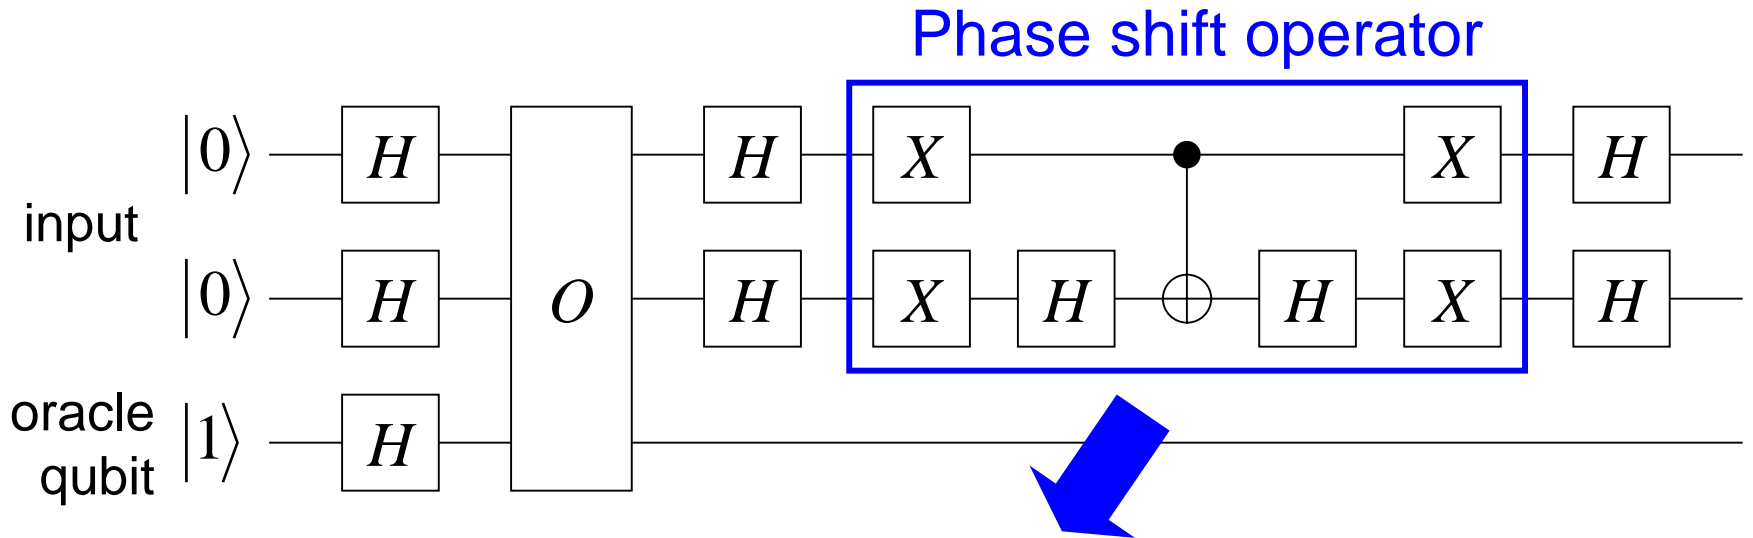 Phase shift operator
|0⟩ H H X X H
input
|0⟩ H O H X H H X H
oracle
qubit
|1⟩ H